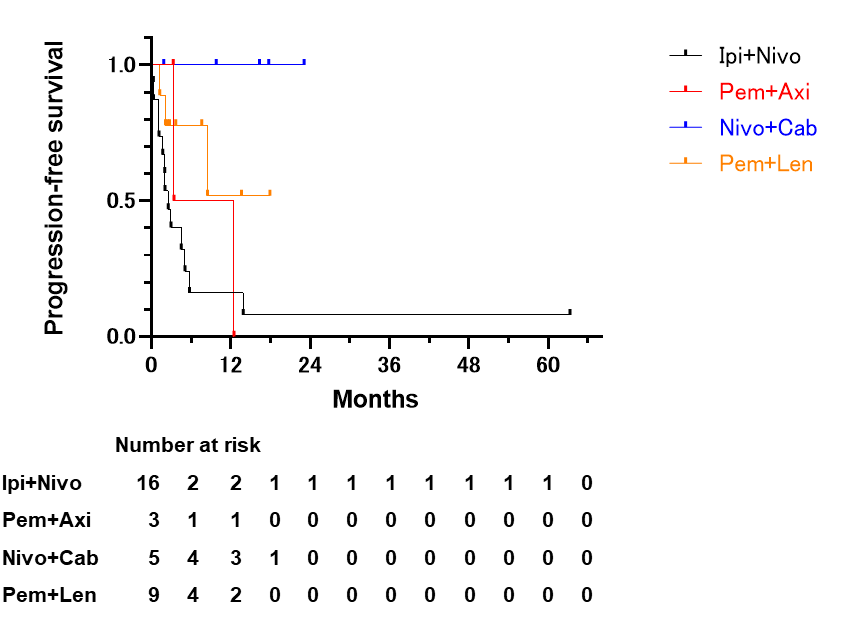 Progression-free survival
1.0
0.5
0.0
0 12 24 36 48 60
Months
Ipi+Nivo
Pem+Axi
Nivo+Cab
Pem+Len
Number at risk
Ipi+Nivo 16 2 2 1 1 1 1 1 1 1 1 0
Pem+Axi 3 1 1 0 0 0 0 0 0 0 0 0
Nivo+Cab 5 4 3 1 0 0 0 0 0 0 0 0
Pem+Len 9 4 2 0 0 0 0 0 0 0 0 0